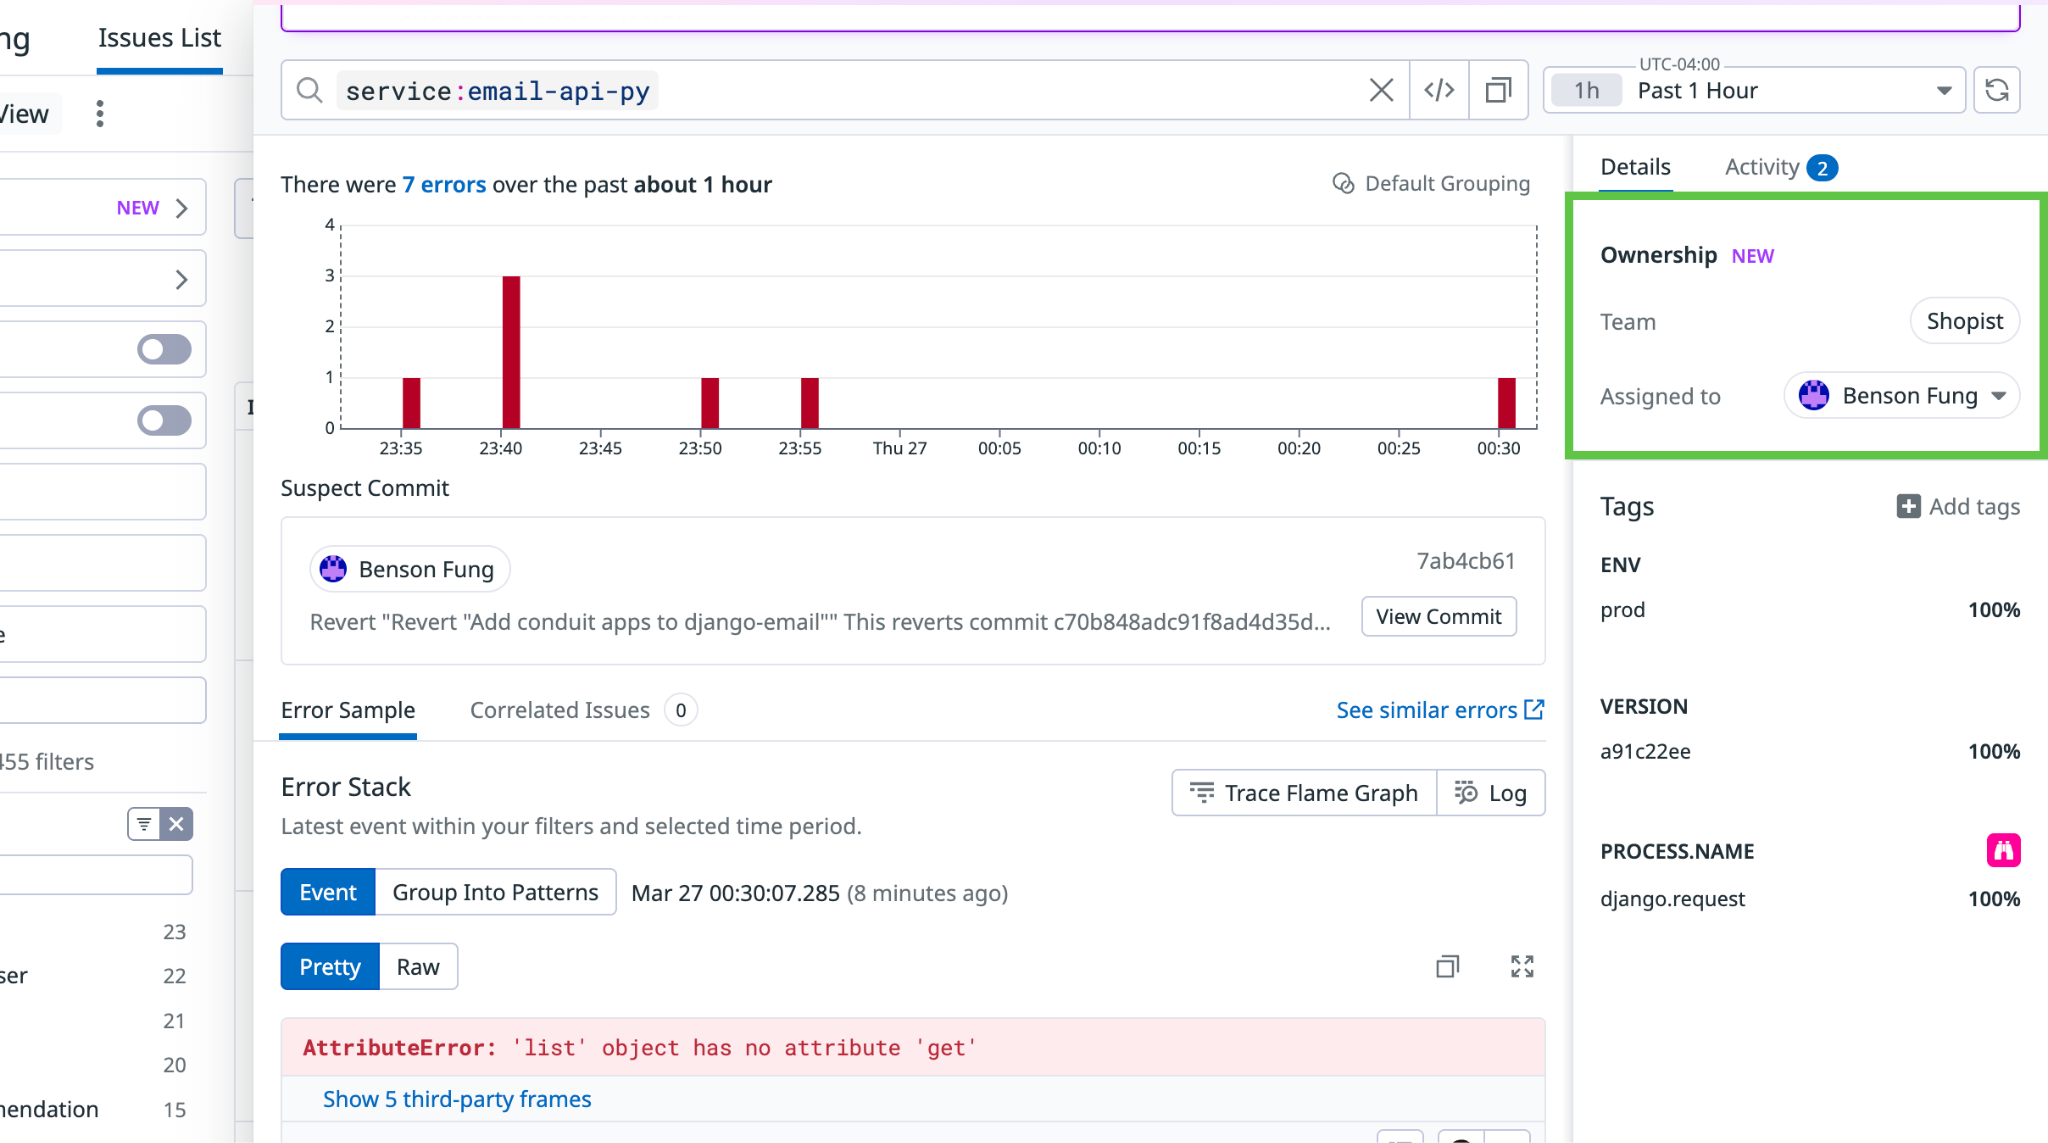 ng
Issues List
View
NEW
455 filters
23
ser 22
21
20
mendation 15
service:email-api-py
</>
UTC-04:00
1h Past 1 Hour
There were 7 errors over the past about 1 hour
Default Grouping
4
3
2
1
0
23:35 23:40 23:45 23:50 23:55 Thu 27 00:05 00:10 00:15 00:20 00:25 00:30
Suspect Commit
Benson Fung
7ab4cb61
Revert "Revert "Add conduit apps to django-email"" This reverts commit c70b848adc91f8ad4d35d...
View Commit
Error Sample
Correlated Issues 0
See similar errors
Error Stack
Latest event within your filters and selected time period.
Trace Flame Graph
Log
Event
Group Into Patterns
Mar 27 00:30:07.285 (8 minutes ago)
Pretty
Raw
AttributeError: 'list' object has no attribute 'get'
Show 5 third-party frames
Details
Activity 2
Ownership NEW
Team Shopist
Assigned to Benson Fung
Tags
Add tags
ENV
prod 100%
VERSION
a91c22ee 100%
PROCESS.NAME
django.request 100%